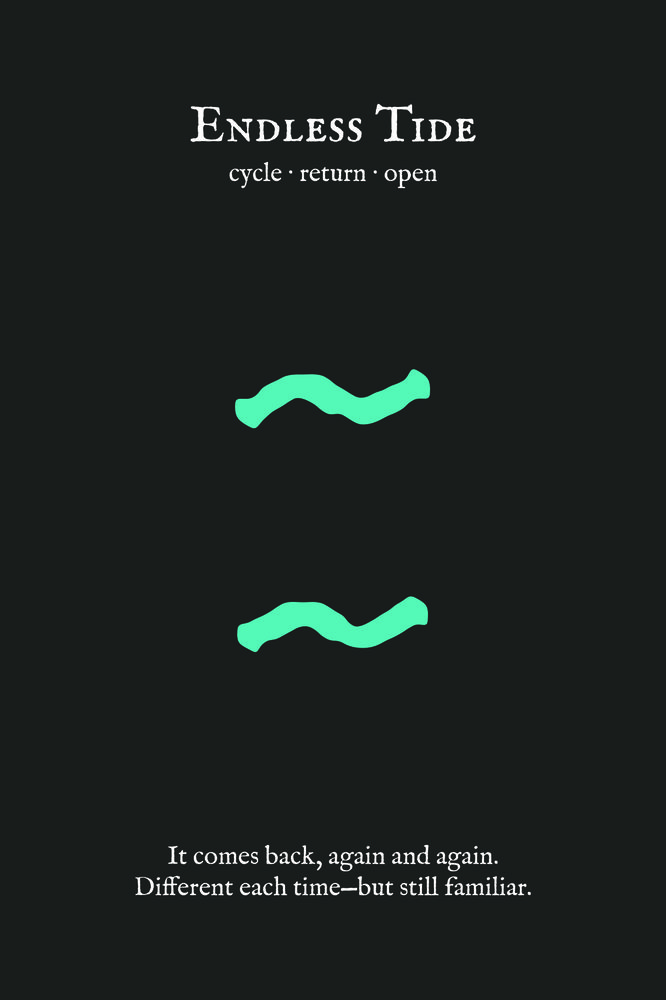 Endless Tide
cycle · return · open
It comes back, again and again.
Different each time—but still familiar.